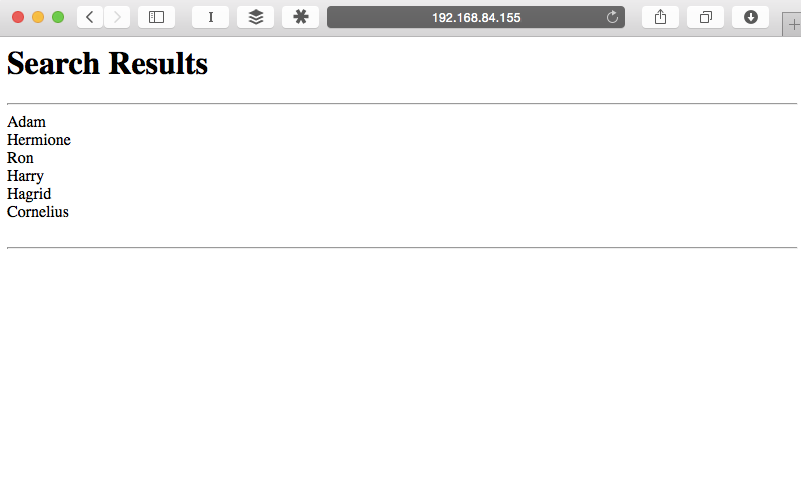 192.168.84.155
Search Results
Adam
Hermione
Ron
Harry
Hagrid
Cornelius